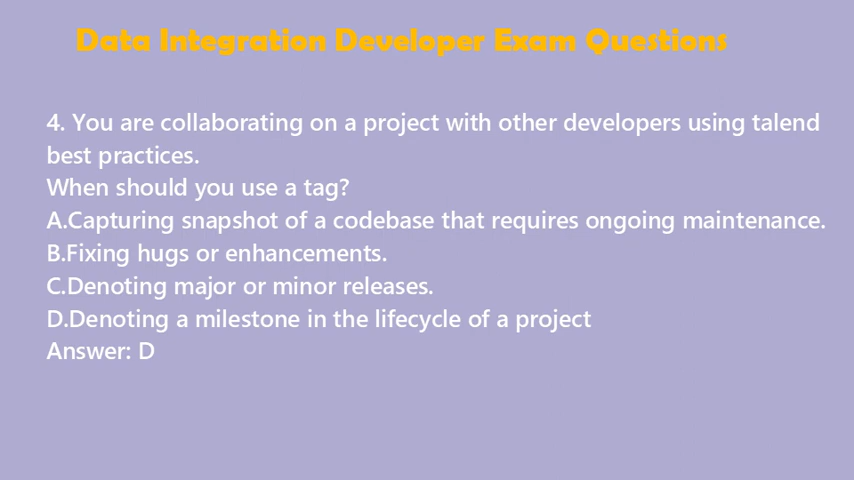 Data Integration Developer Exam Questions
4. You are collaborating on a project with other developers using talend
best practices.
When should you use a tag?
A.Capturing snapshot of a codebase that requires ongoing maintenance.
B.Fixing hugs or enhancements.
C.Denoting major or minor releases.
D.Denoting a milestone in the lifecycle of a project
Answer: D